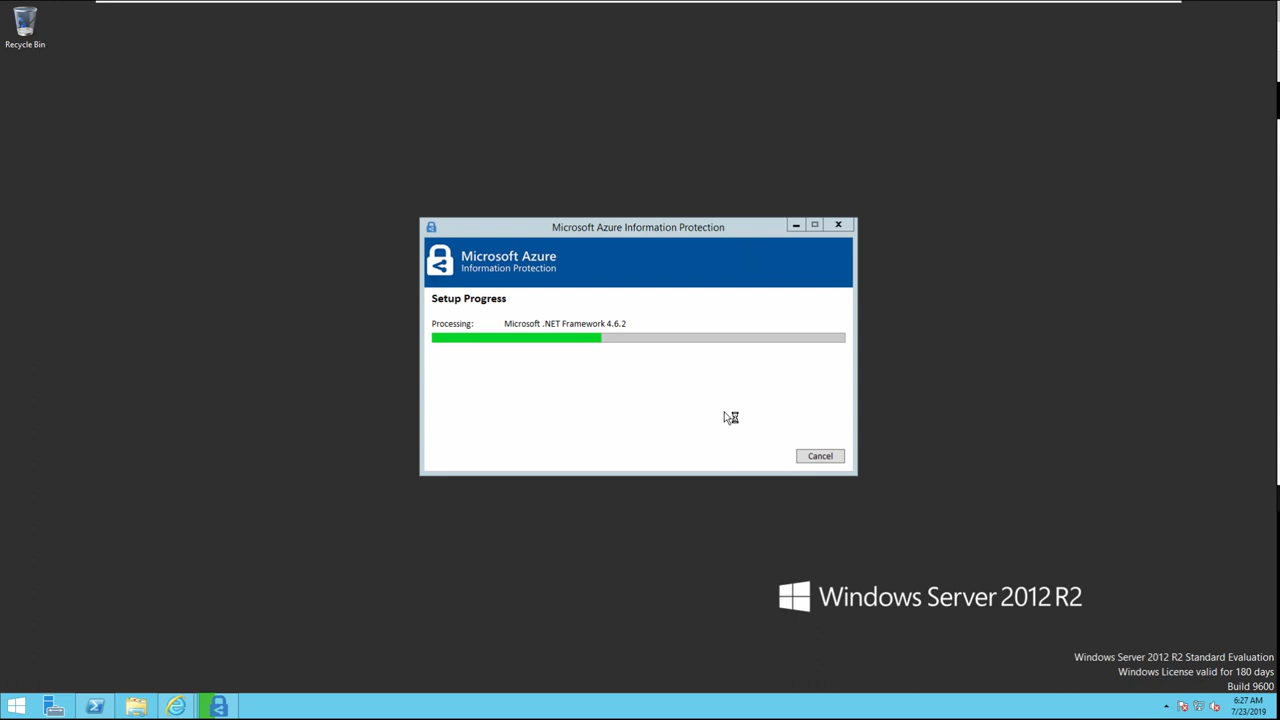 Recycle Bin
Microsoft Azure Information Protection
Microsoft Azure
Information Protection
Setup Progress
Processing: Microsoft .NET Framework 4.6.2
Cancel
Windows Server 2012 R2
Windows Server 2012 R2 Standard Evaluation
Windows License valid for 180 days
Build 9600
6:27 AM
7/23/2019